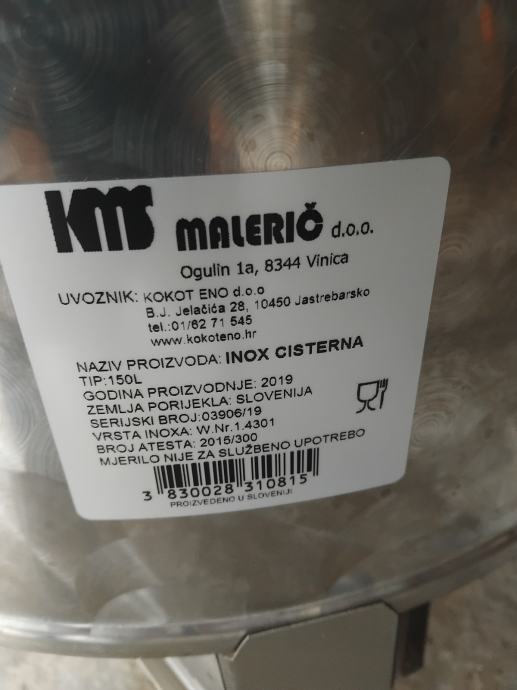 KMS MALERIČ d.o.o.
Ogulin 1a, 8344 Vinica
UVOZNIK: KOKOT ENO d.o.o
B.J. Jelačića 28, 10450 Jastrebarsko
tel.:01/62 71 545
www.kokoteno.hr
NAZIV PROIZVODA: INOX CISTERNA
TIP:150L
GODINA PROIZVODNJE: 2019
ZEMLJA PORIJEKLA: SLOVENIJA
SERIJSKI BROJ:03906/19
VRSTA INOXA: W.Nr.1.4301
BROJ ATESTA: 2015/300
MJERILO NIJE ZA SLUŽBENO UPOTREBO
3 830028 310815
PROIZVEDENO U SLOVENIJI